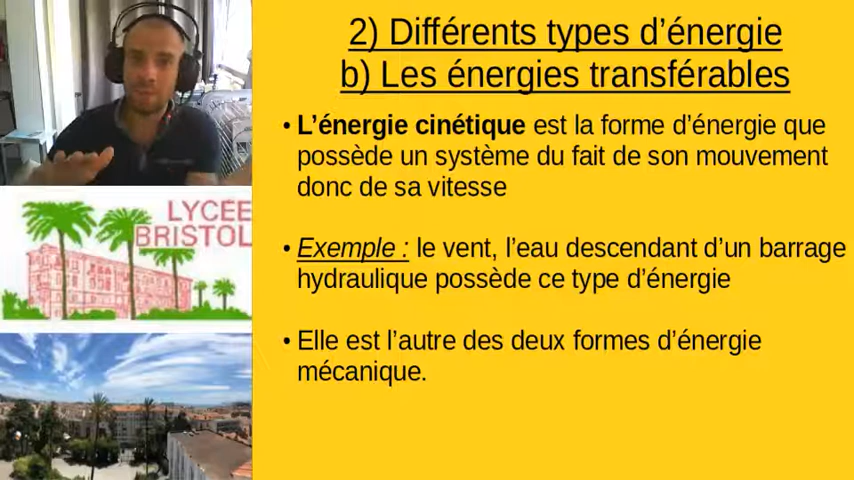 2) Différents types d’énergie
b) Les énergies transférables
• L’énergie cinétique est la forme d’énergie que
possède un système du fait de son mouvement
donc de sa vitesse
• Exemple : le vent, l’eau descendant d’un barrage
hydraulique possède ce type d’énergie
• Elle est l’autre des deux formes d’énergie
mécanique.
LYCÉE
BRISTOL